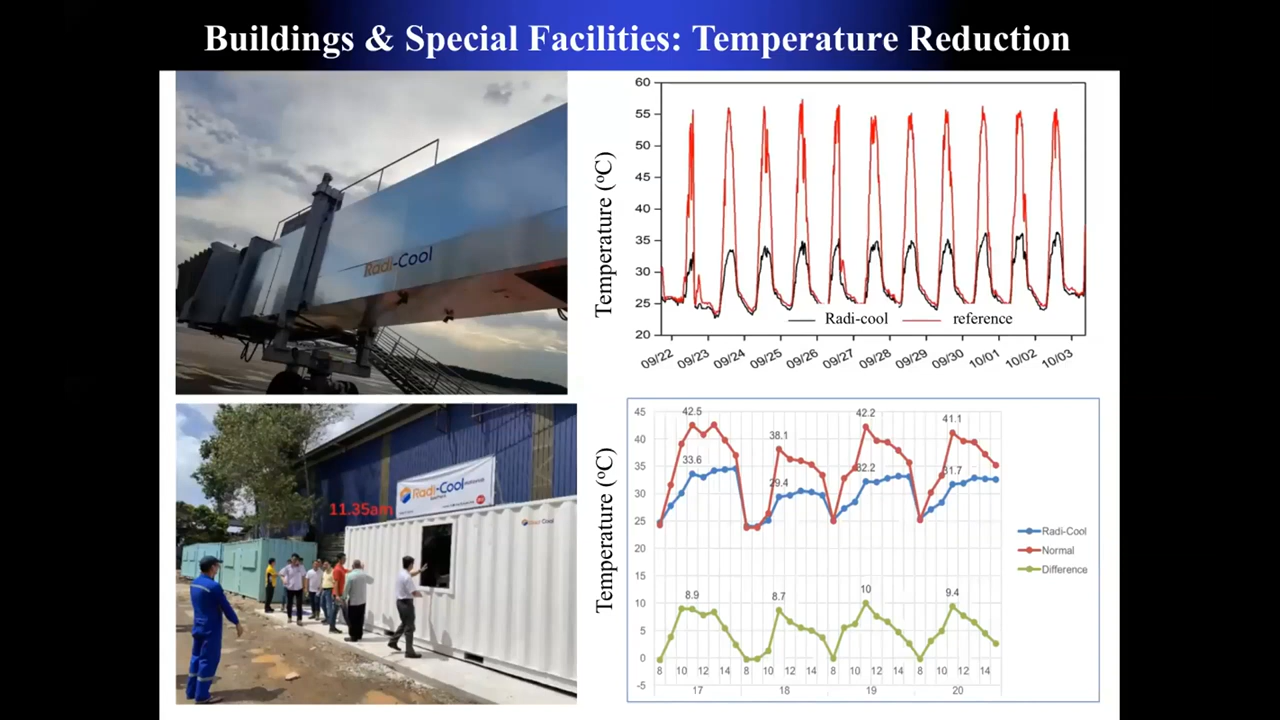 Buildings & Special Facilities: Temperature Reduction
Radi-Cool
Temperature (°C)
60
55
50
45
40
35
30
25
20
Radi-cool
reference
09/22 09/23 09/24 09/25 09/26 09/27 09/28 09/29 09/30 10/01 10/02 10/03
Radi-Cool
11.35am
Temperature (°C)
45
40
35
30
25
20
15
10
5
0
-5
42.5
38.1
42.2
41.1
33.6
29.4
32.2
31.7
8.9
8.7
10
9.4
Radi-Cool
Normal
Difference
8 10 12 14 8 10 12 14 8 10 12 14 8 10 12 14
17 18 19 20